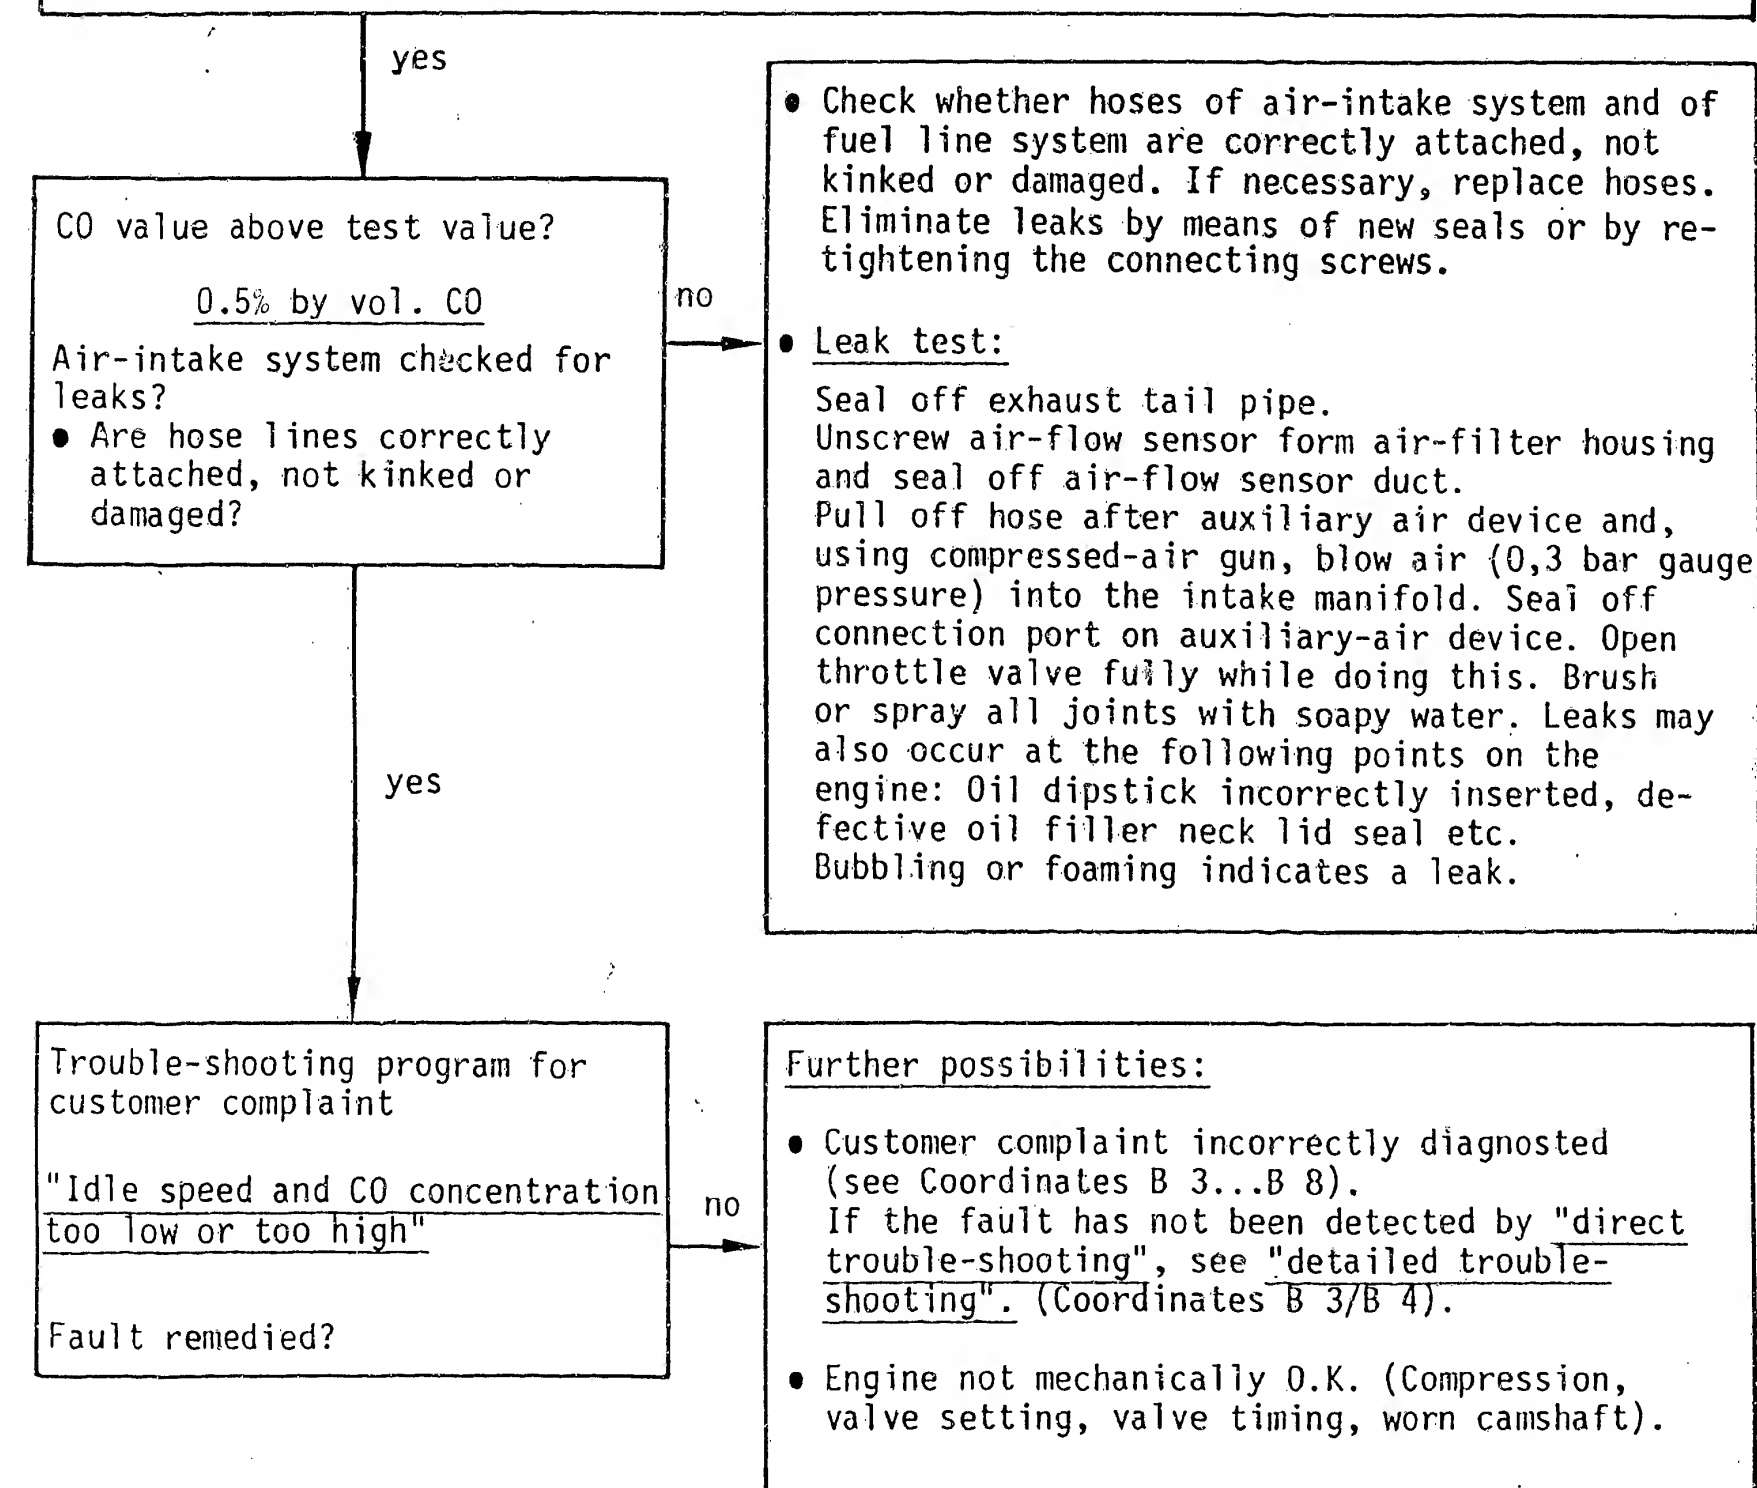 yes
CO value above test value?
0.5% by vol. CO
Air-intake system checked for
leaks?
• Are hose lines correctly
attached, not kinked or
damaged?
no
• Check whether hoses of air-intake system and of
fuel line system are correctly attached, not
kinked or damaged. If necessary, replace hoses.
Eliminate leaks by means of new seals or by re-
tightening the connecting screws.
• Leak test:
Seal off exhaust tail pipe.
Unscrew air-flow sensor form air-filter housing
and seal off air-flow sensor duct.
Pull off hose after auxiliary air device and,
using compressed-air gun, blow air (0,3 bar gauge
pressure) into the intake manifold. Seal off
connection port on auxiliary-air device. Open
throttle valve fully while doing this. Brush
or spray all joints with soapy water. Leaks may
also occur at the following points on the
engine: Oil dipstick incorrectly inserted, de-
fective oil filler neck lid seal etc.
Bubbling or foaming indicates a leak.
yes
Trouble-shooting program for
customer complaint
"Idle speed and CO concentration
too low or too high"
Fault remedied?
no
Further possibilities:
• Customer complaint incorrectly diagnosted
(see Coordinates B 3...B 8).
If the fault has not been detected by "direct
trouble-shooting", see "detailed trouble-
shooting". (Coordinates B 3/B 4).
• Engine not mechanically O.K. (Compression,
valve setting, valve timing, worn camshaft).